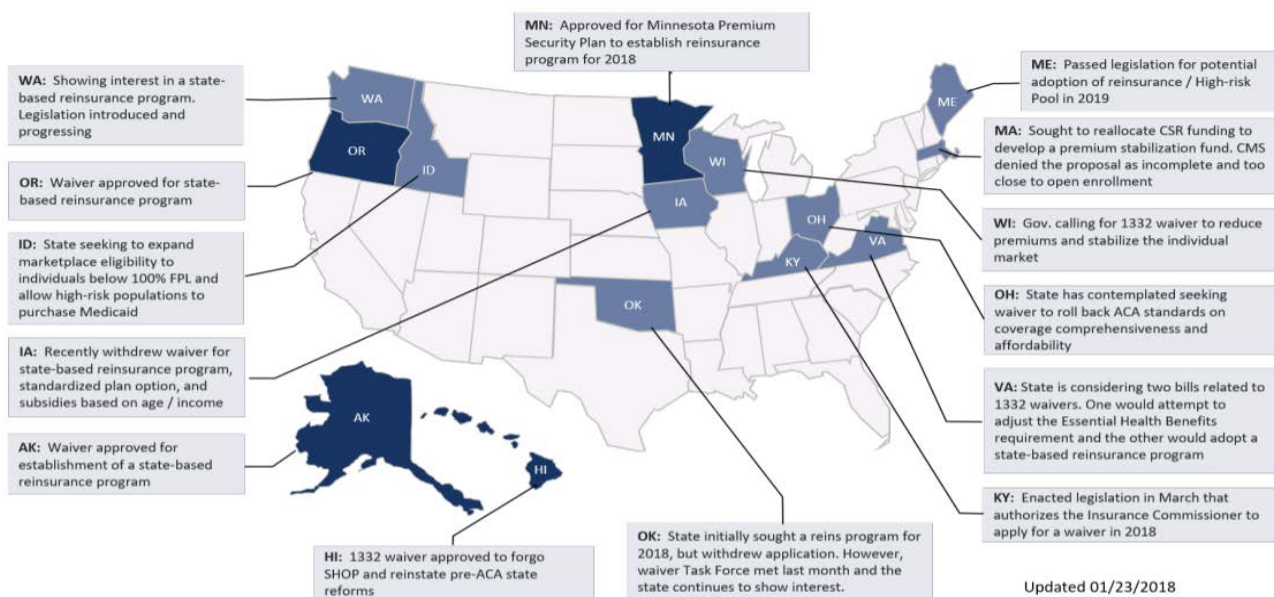 MN: Approved for Minnesota Premium
Security Plan to establish reinsurance
program for 2018
WA: Showing interest in a state-
based reinsurance program.
Legislation introduced and
progressing
OR: Waiver approved for state-
based reinsurance program
ID: State seeking to expand
marketplace eligibility to
individuals below 100% FPL and
allow high-risk populations to
purchase Medicaid
IA: Recently withdrew waiver for
state-based reinsurance program,
standardized plan option, and
subsidies based on age / income
AK: Waiver approved for
establishment of a state-based
reinsurance program
HI: 1332 waiver approved to forgo
SHOP and reinstate pre-ACA state
reforms
WA
OR
ID
MN
WI
IA
OK
OH
KY
VA
ME
AK
HI
ME: Passed legislation for potential
adoption of reinsurance / High-risk
Pool in 2019
MA: Sought to reallocate CSR funding to
develop a premium stabilization fund. CMS
denied the proposal as incomplete and too
close to open enrollment
WI: Gov. calling for 1332 waiver to reduce
premiums and stabilize the individual
market
OH: State has contemplated seeking
waiver to roll back ACA standards on
coverage comprehensiveness and
affordability
VA: State is considering two bills related to
1332 waivers. One would attempt to
adjust the Essential Health Benefits
requirement and the other would adopt a
state-based reinsurance program
KY: Enacted legislation in March that
authorizes the Insurance Commissioner to
apply for a waiver in 2018
OK: State initially sought a reins program for
2018, but withdrew application. However,
waiver Task Force met last month and the
state continues to show interest.
Updated 01/23/2018